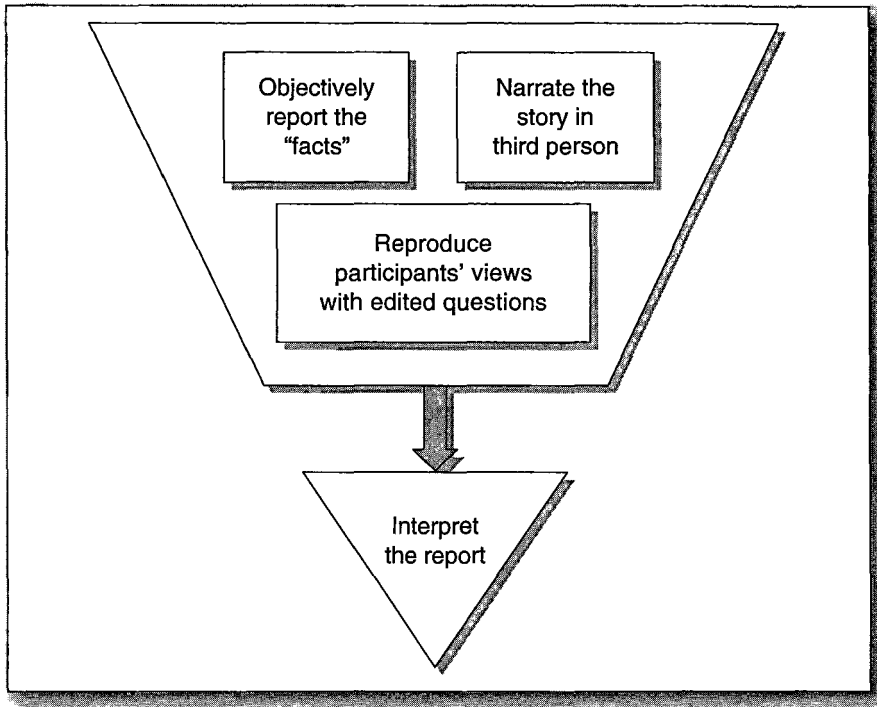 Objectively
report the
“facts”
Narrate the
story in
third person
Reproduce
participants’ views
with edited questions
Interpret
the report